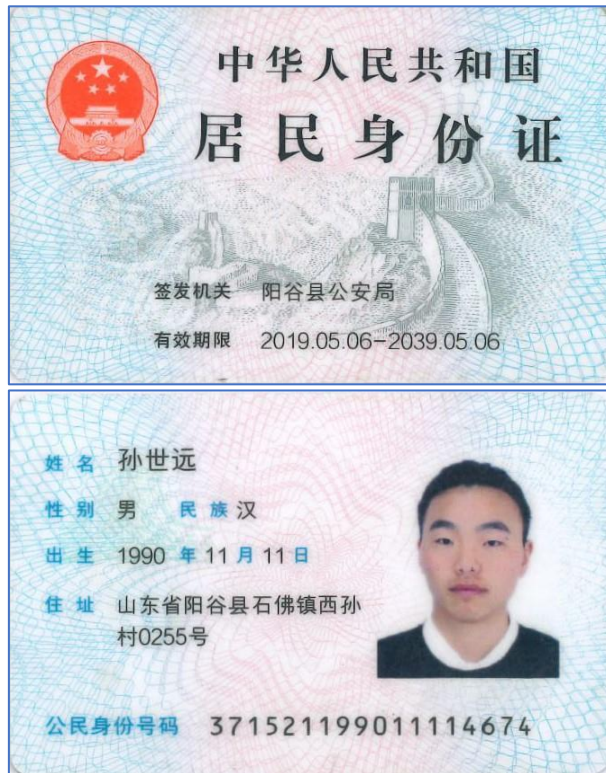 中华人民共和国
居民身份证
签发机关 阳谷县公安局
有效期限 2019.05.06-2039.05.06
姓名 孙世远
性别 男 民族 汉
出生 1990 年 11 月 11 日
住址 山东省阳谷县石佛镇西孙
村0255号
公民身份号码 371521199011114674